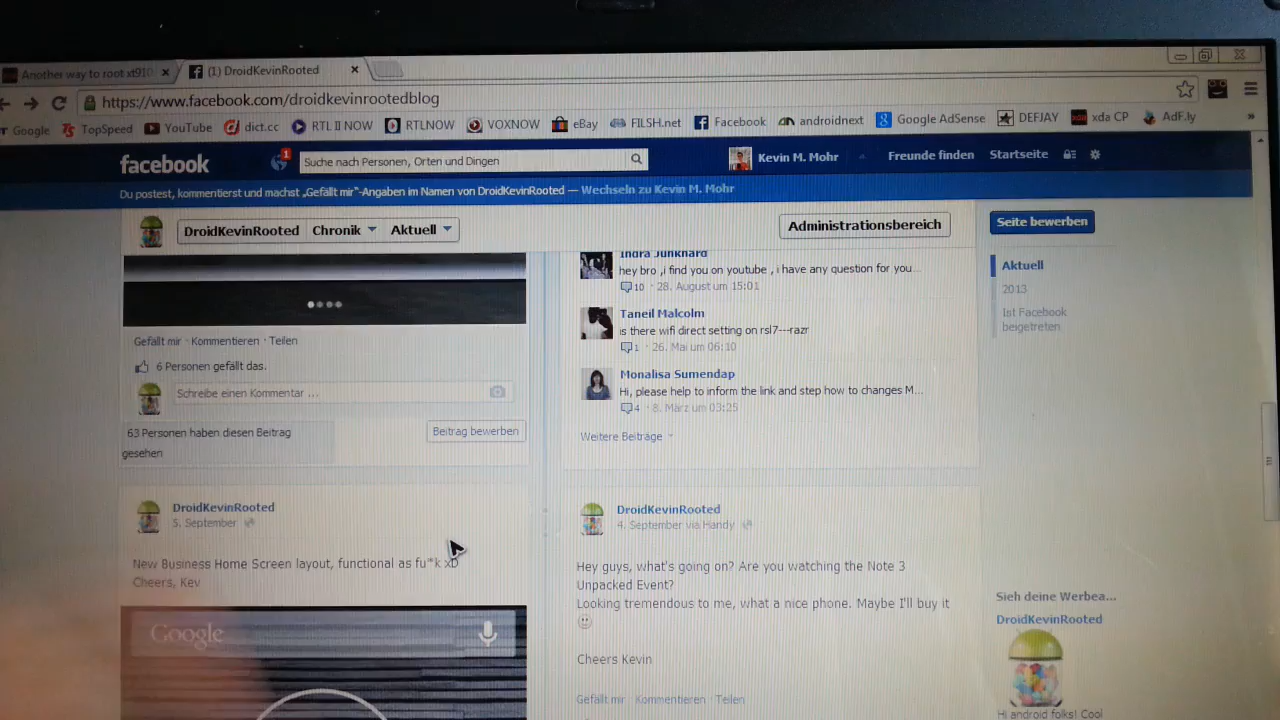 Another way to root xt910
(1) DroidKevinRooted
https://www.facebook.com/droidkevinrootedblog
Google TopSpeed YouTube dict.cc RTL II NOW RTLNOW VOXNOW eBay FILSH.net Facebook androidnext Google AdSense DEFJAY xda CP AdF.ly »
facebook 1 Suche nach Personen, Orten und Dingen Kevin M. Mohr Freunde finden Startseite
Du postest, kommentierst und machst „Gefällt mir“-Angaben im Namen von DroidKevinRooted — Wechseln zu Kevin M. Mohr
DroidKevinRooted Chronik Aktuell Administrationsbereich Seite bewerben
Gefällt mir · Kommentieren · Teilen
6 Personen gefällt das.
Schreibe einen Kommentar ...
63 Personen haben diesen Beitrag
gesehen
Beitrag bewerben
Indra Junkhard
hey bro ,i find you on youtube , i have any question for you...
10 · 28. August um 15:01
Taneil Malcolm
is there wifi direct setting on rsl7---razr
1 · 26. Mai um 06:10
Monalisa Sumendap
Hi, please help to inform the link and step how to changes M...
4 · 8. März um 03:25
Weitere Beiträge
Aktuell
2013
Ist Facebook
beigetreten
DroidKevinRooted
5. September
New Business Home Screen layout, functional as fu**k xD
Cheers, Kev
Google
DroidKevinRooted
4. September via Handy
Hey guys, what's going on? Are you watching the Note 3
Unpacked Event?
Looking tremendous to me, what a nice phone. Maybe I'll buy it
Cheers Kevin
Gefällt mir · Kommentieren · Teilen
Sieh deine Werbea...
DroidKevinRooted
Hi android folks! Cool